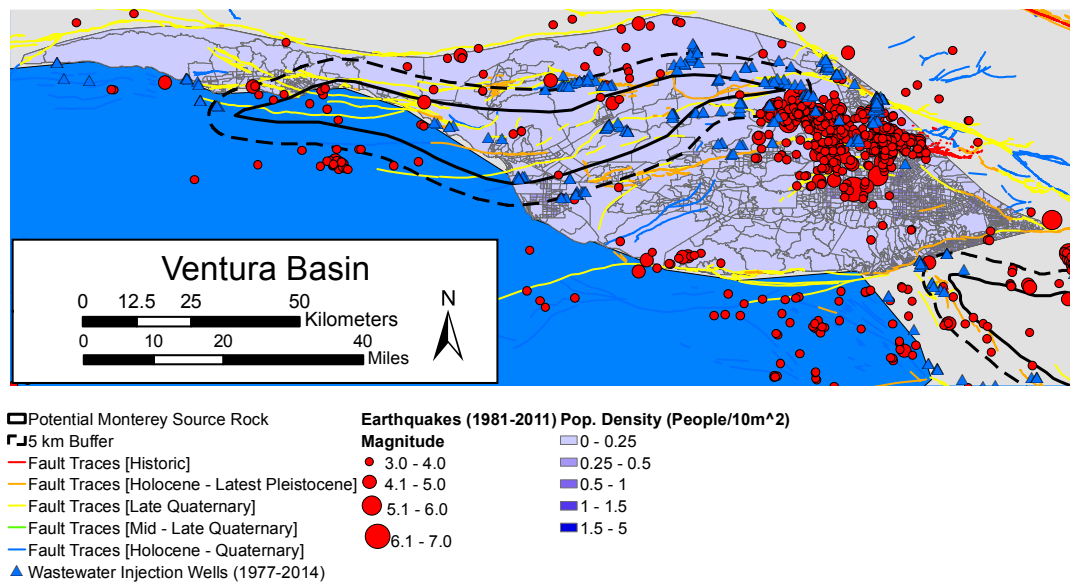 Ventura Basin
0 12.5 25 50
Kilometers
N
0 10 20 40
Miles
Potential Monterey Source Rock
5 km Buffer
Fault Traces [Historic]
Fault Traces [Holocene - Latest Pleistocene]
Fault Traces [Late Quaternary]
Fault Traces [Mid - Late Quaternary]
Fault Traces [Holocene - Quaternary]
Wastewater Injection Wells (1977-2014)
Earthquakes (1981-2011)
Magnitude
3.0 - 4.0
4.1 - 5.0
5.1 - 6.0
6.1 - 7.0
Pop. Density (People/10m^2)
0 - 0.25
0.25 - 0.5
0.5 - 1
1 - 1.5
1.5 - 5